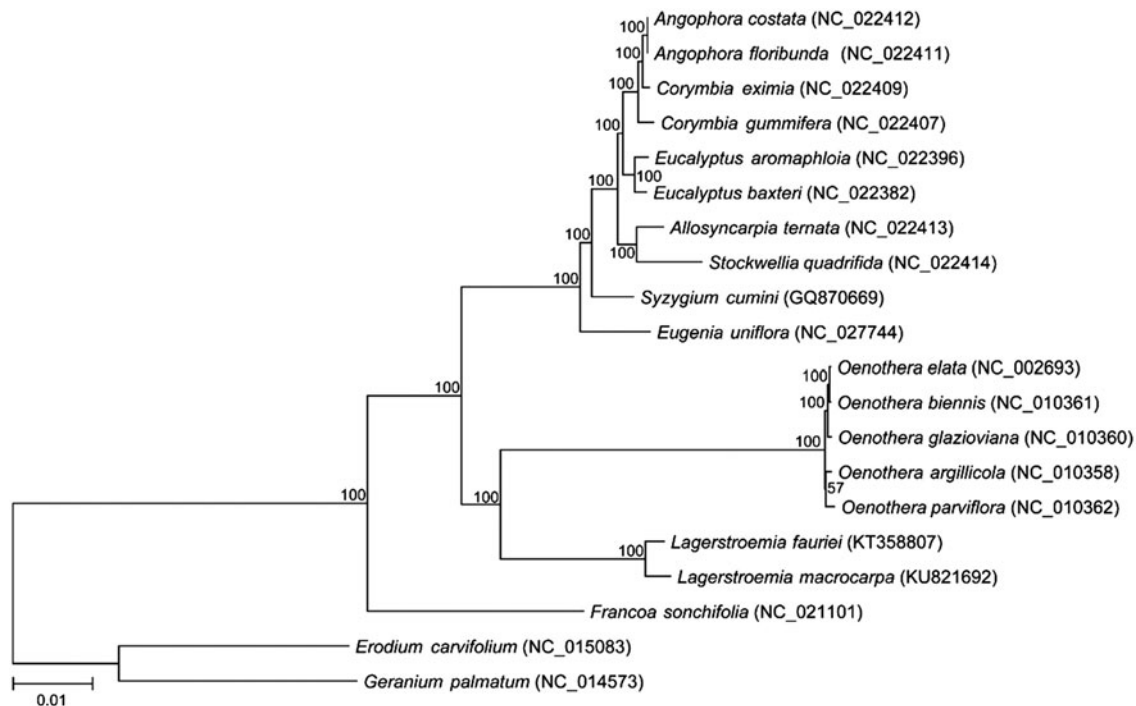 100 Angophora costata (NC_022412)
100 Angophora floribunda (NC_022411)
100 Corymbia eximia (NC_022409)
Corymbia gummifera (NC_022407)
100 Eucalyptus aromaphloia (NC_022396)
100 100 Eucalyptus baxteri (NC_022382)
Allosyncarpia ternata (NC_022413)
100 100 Stockwellia quadrifida (NC_022414)
100 Syzygium cumini (GQ870669)
Eugenia uniflora (NC_027744)
100 Oenothera elata (NC_002693)
100 100 Oenothera biennis (NC_010361)
100 Oenothera glazioviana (NC_010360)
Oenothera argillicola (NC_010358)
100 100 57 Oenothera parviflora (NC_010362)
100 Lagerstroemia fauriei (KT358807)
Lagerstroemia macrocarpa (KU821692)
Francoa sonchifolia (NC_021101)
Erodium carvifolium (NC_015083)
Geranium palmatum (NC_014573)
0.01